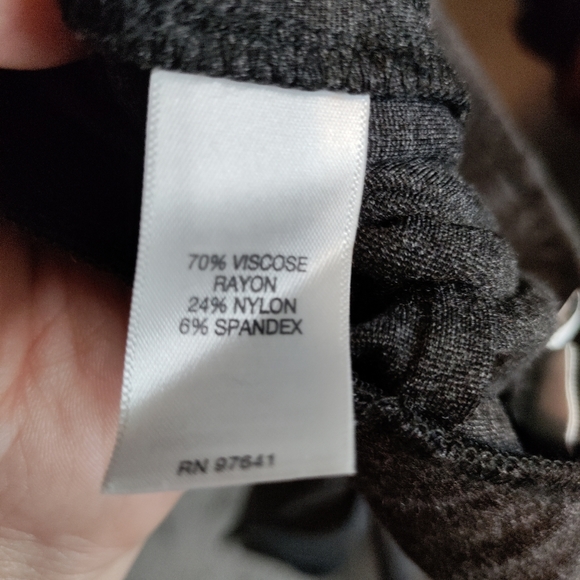 70% VISCOSE
RAYON
24% NYLON
6% SPANDEX
RN 97641